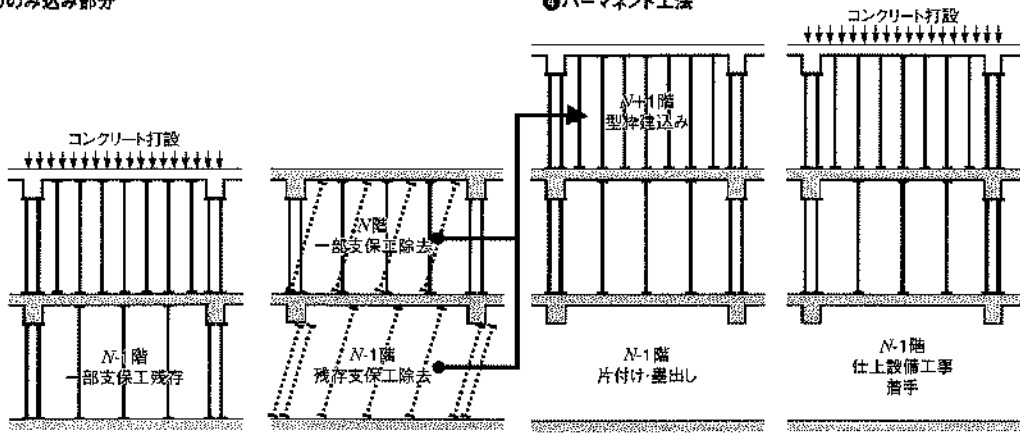 のみ込み部分
❹パーマネント工法
コンクリート打設
コンクリート打設
N階
一部支保工除去
N+1階
型枠建込み
N-1階
一部支保工残存
N-1階
残存支保工除去
N-1階
片付け・墨出し
N-1階
仕上設備工事
着手